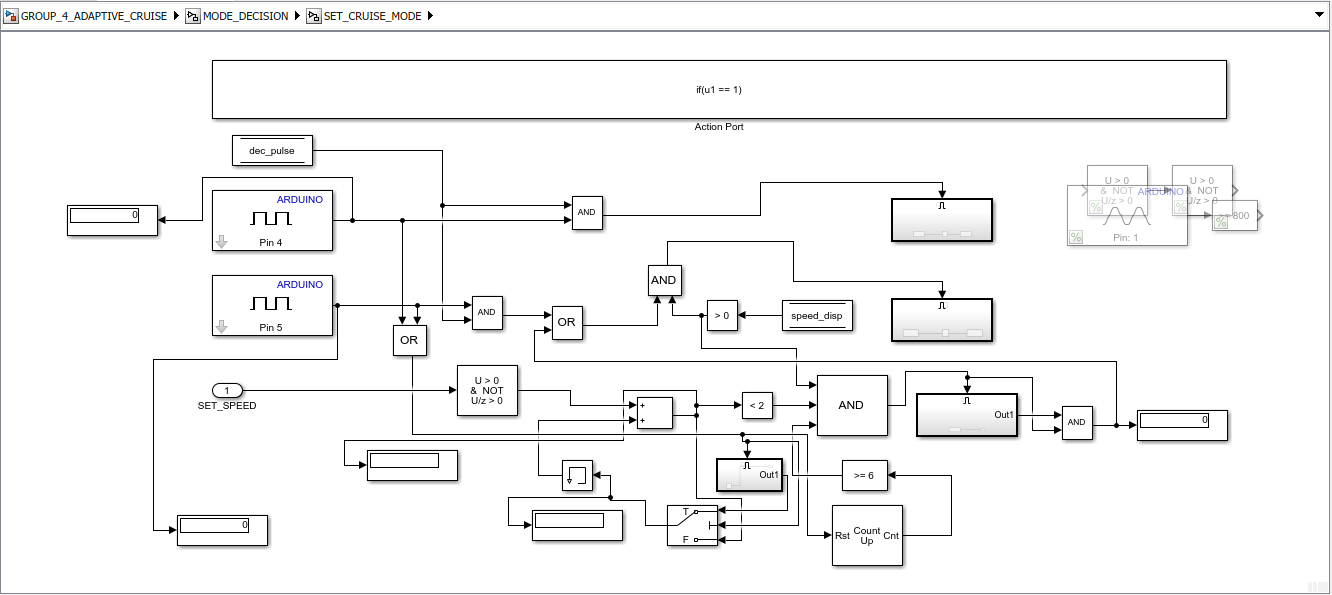 GROUP_4_ADAPTIVE_CRUISE MODE_DECISION SET_CRUISE_MODE
if(u1 == 1)
Action Port
dec_pulse
ARDUINO
Pin 4
0
AND
U > 0
& NOT
U/z > 0
U > 0
& NOT
U/z > 0
ARDUINO
Pin: 1
800
ARDUINO
Pin 5
AND
OR
OR
AND
> 0
speed_disp
1
SET_SPEED
U > 0
& NOT
U/z > 0
+
+
< 2
AND
Out1
AND
0
Out1
>= 6
T
F
Rst
Count
Up
Cnt
0